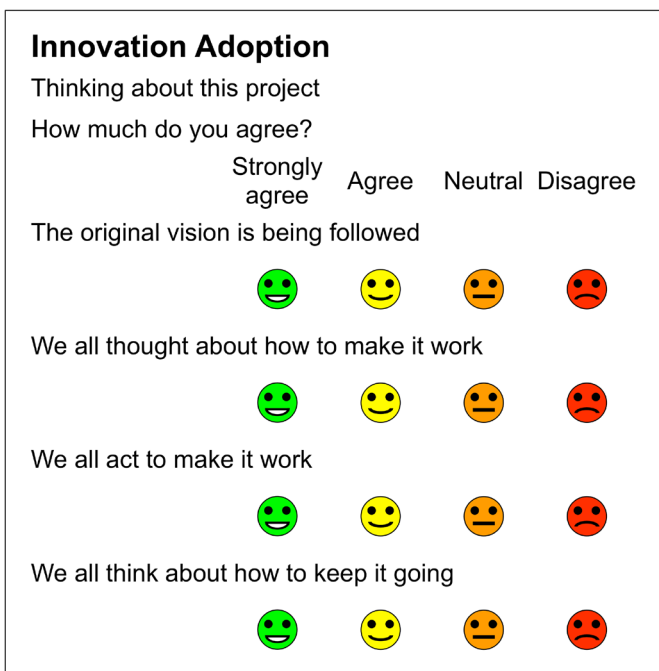 Innovation Adoption
Thinking about this project
How much do you agree?
Strongly agree Agree Neutral Disagree
The original vision is being followed
We all thought about how to make it work
We all act to make it work
We all think about how to keep it going